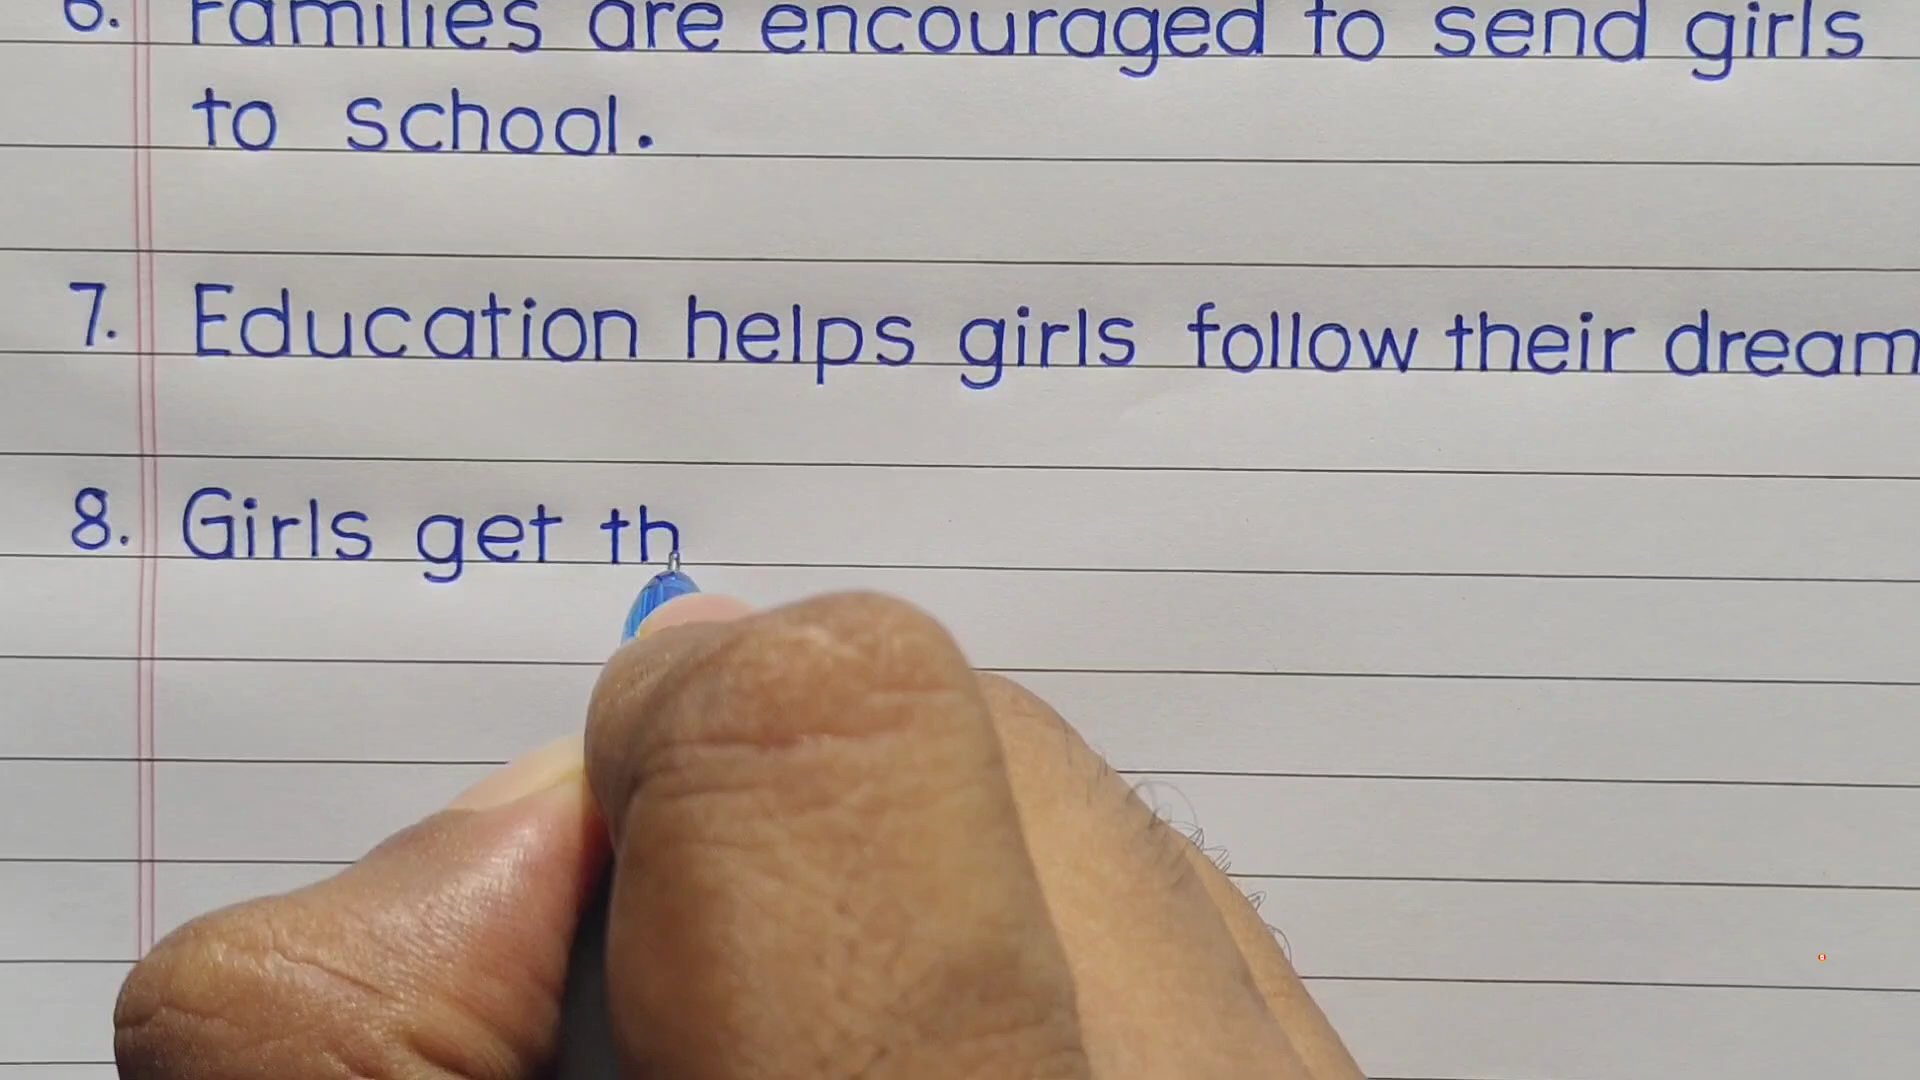 6. Families are encouraged to send girls
to school.
7. Education helps girls follow their dream
8. Girls get th